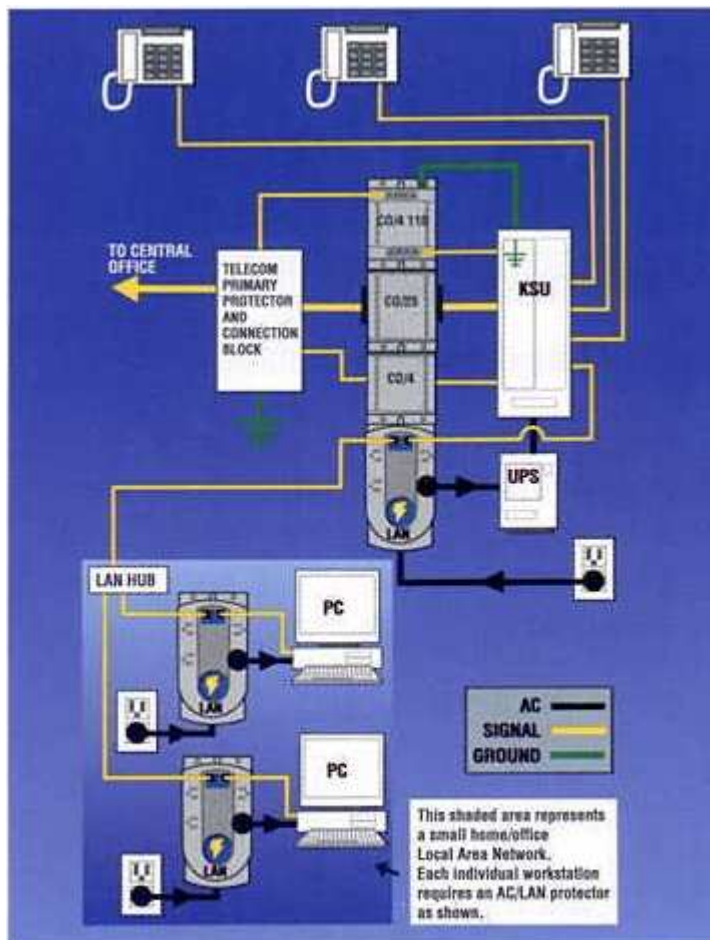 CO/4 110
TO CENTRAL
OFFICE
TELECOM
PRIMARY
PROTECTOR
AND
CONNECTION
BLOCK
CO/25
KSU
CO/4
UPS
LAN
LAN HUB
PC
LAN
PC
LAN
AC
SIGNAL
GROUND
This shaded area represents
a small home/office
Local Area Network.
Each individual workstation
requires an AC/LAN protector
as shown.